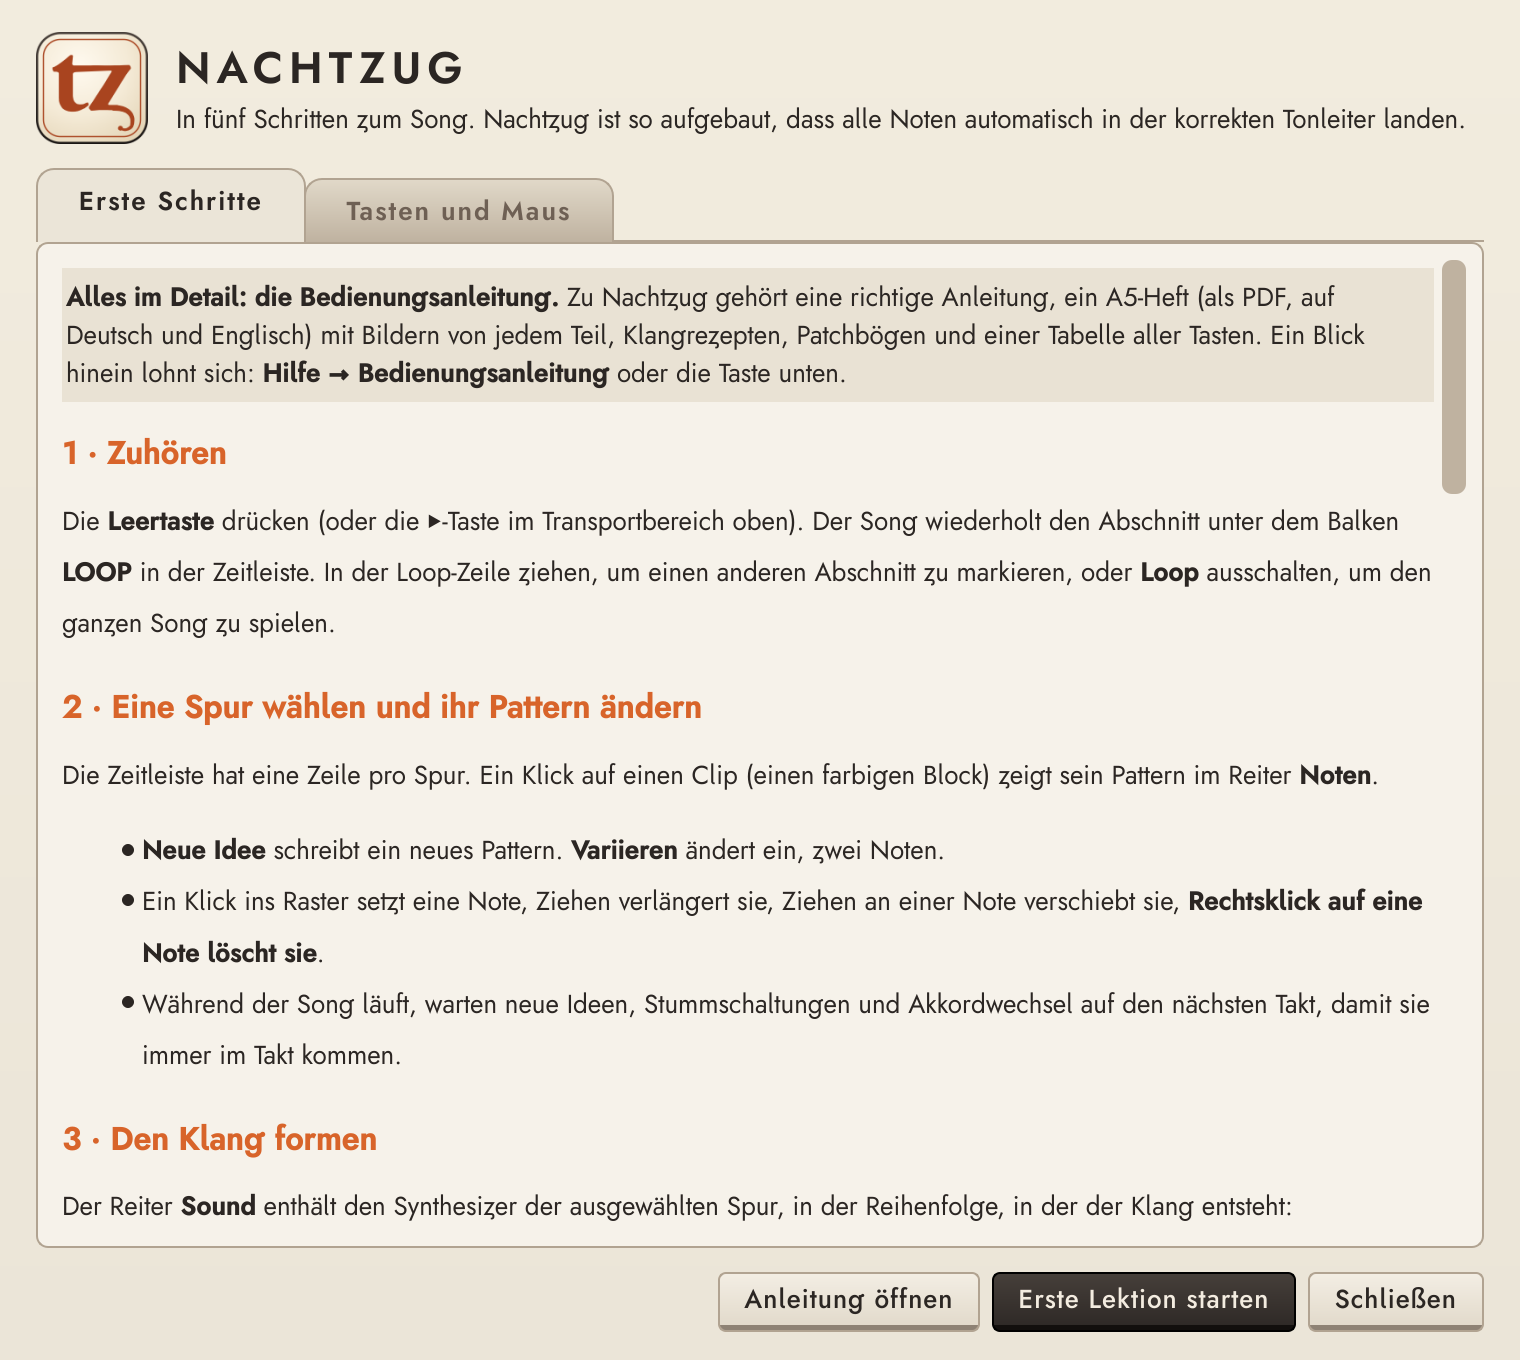 tz
NACHTZUG
In fünf Schritten zum Song. Nachtzug ist so aufgebaut, dass alle Noten automatisch in der korrekten Tonleiter landen.
Erste Schritte
Tasten und Maus
Alles im Detail: die Bedienungsanleitung. Zu Nachtzug gehört eine richtige Anleitung, ein A5-Heft (als PDF, auf
Deutsch und Englisch) mit Bildern von jedem Teil, Klangrezepten, Patchbögen und einer Tabelle aller Tasten. Ein Blick
hinein lohnt sich: Hilfe → Bedienungsanleitung oder die Taste unten.
1 · Zuhören
Die Leertaste drücken (oder die ▶-Taste im Transportbereich oben). Der Song wiederholt den Abschnitt unter dem Balken
LOOP in der Zeitleiste. In der Loop-Zeile ziehen, um einen anderen Abschnitt zu markieren, oder Loop ausschalten, um den
ganzen Song zu spielen.
2 · Eine Spur wählen und ihr Pattern ändern
Die Zeitleiste hat eine Zeile pro Spur. Ein Klick auf einen Clip (einen farbigen Block) zeigt sein Pattern im Reiter Noten.
● Neue Idee schreibt ein neues Pattern. Variieren ändert ein, zwei Noten.
● Ein Klick ins Raster setzt eine Note, Ziehen verlängert sie, Ziehen an einer Note verschiebt sie, Rechtsklick auf eine
Note löscht sie.
● Während der Song läuft, warten neue Ideen, Stummschaltungen und Akkordwechsel auf den nächsten Takt, damit sie
immer im Takt kommen.
3 · Den Klang formen
Der Reiter Sound enthält den Synthesizer der ausgewählten Spur, in der Reihenfolge, in der der Klang entsteht:
Anleitung öffnen
Erste Lektion starten
Schließen